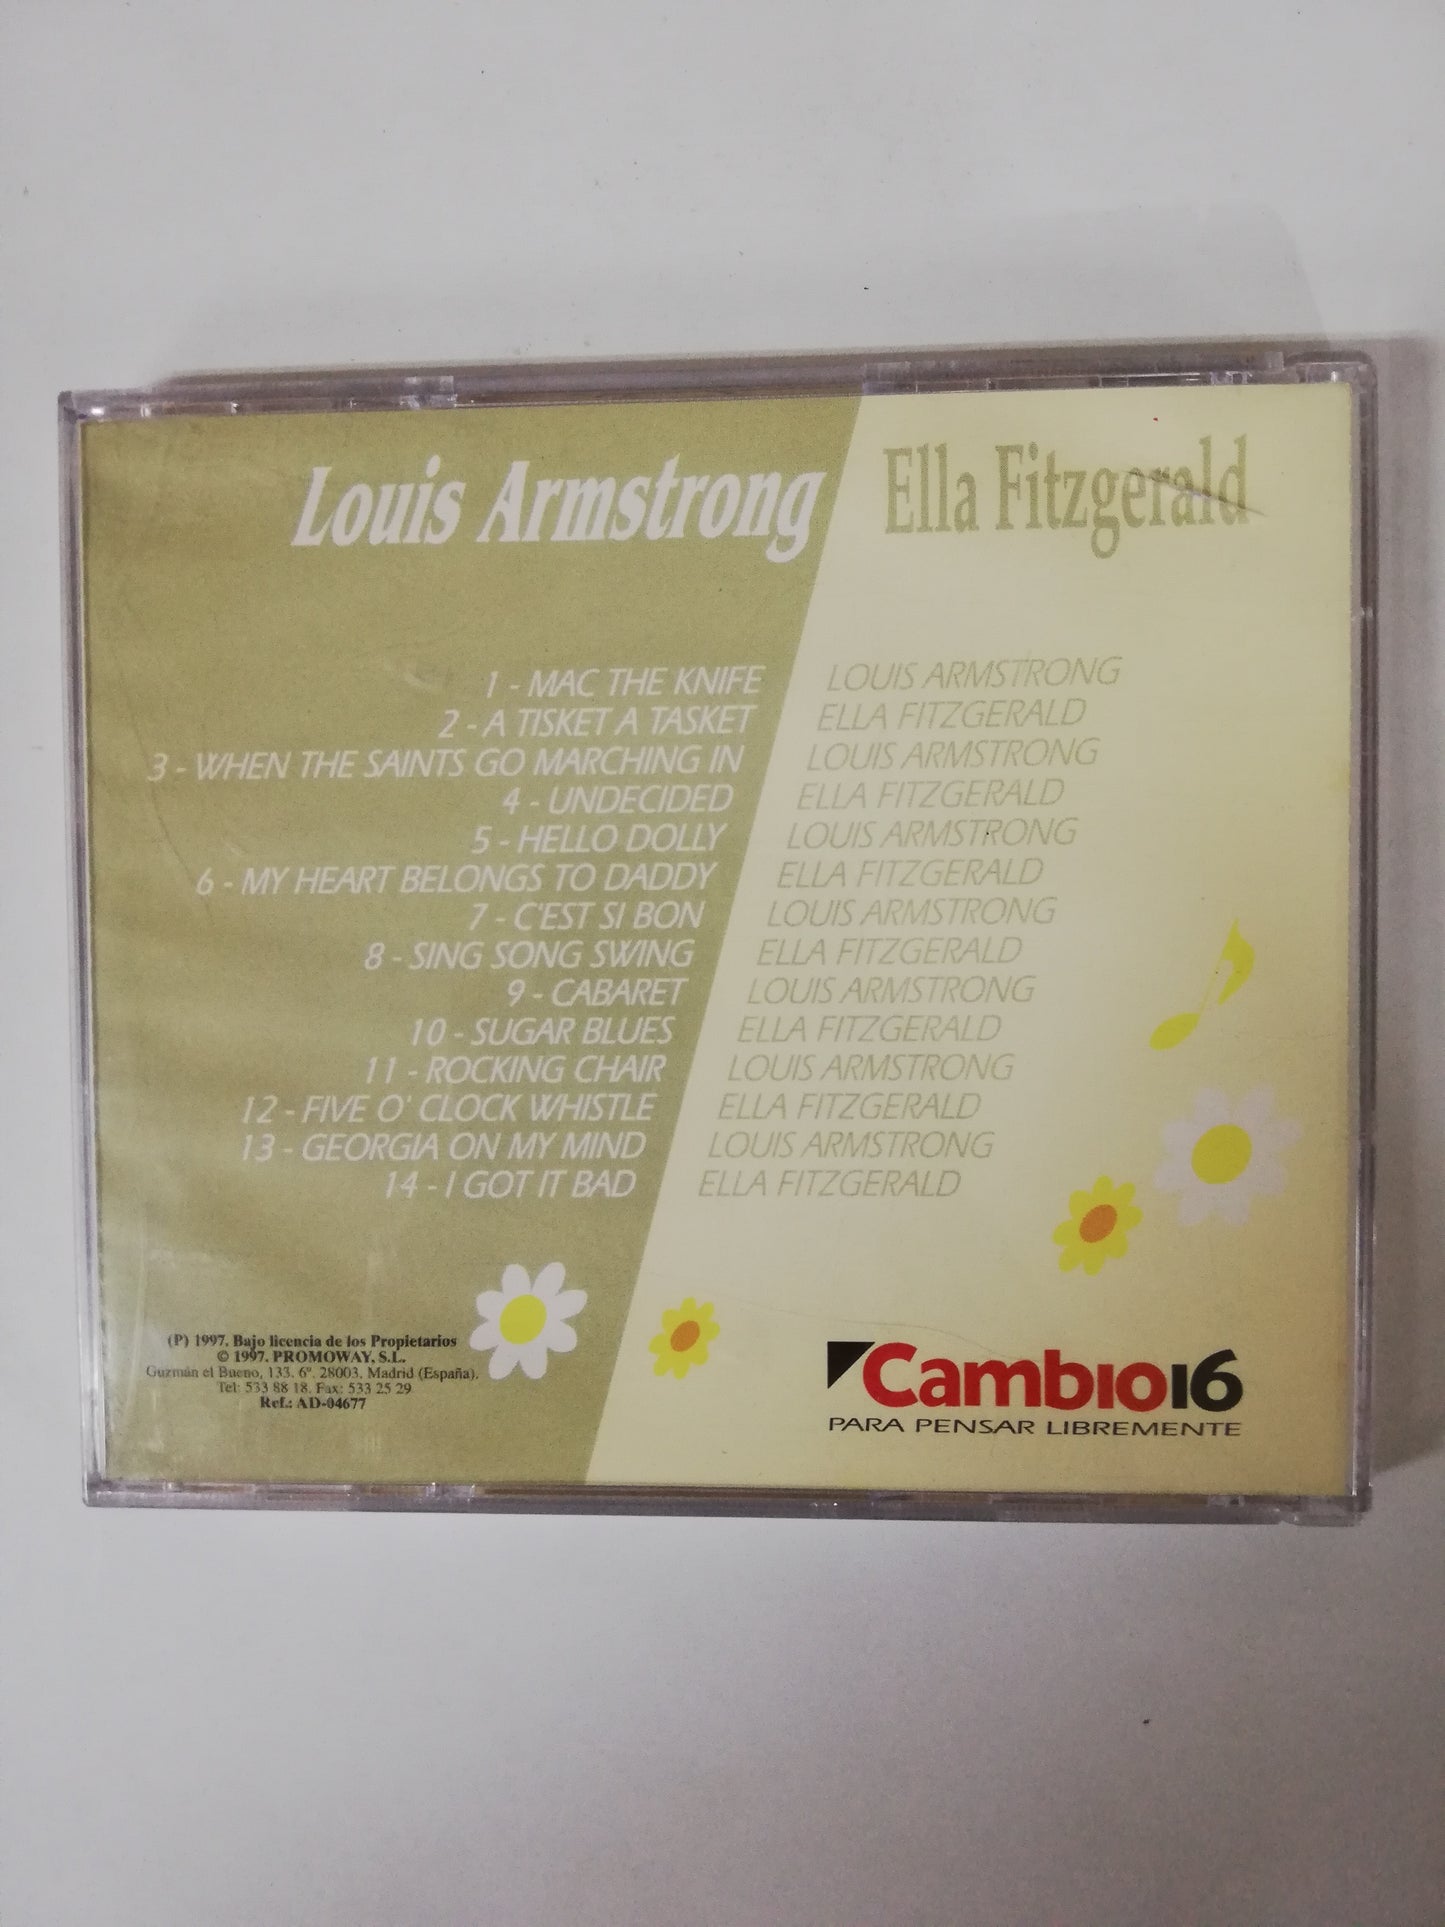 Louis Armstrong Ella Fitzgerald
1 - MAC THE KNIFE LOUIS ARMSTRONG
2 - A TISKET A TASKET ELLA FITZGERALD
3 - WHEN THE SAINTS GO MARCHING IN LOUIS ARMSTRONG
4 - UNDECIDED ELLA FITZGERALD
5 - HELLO DOLLY LOUIS ARMSTRONG
6 - MY HEART BELONGS TO DADDY ELLA FITZGERALD
7 - C'EST SI BON LOUIS ARMSTRONG
8 - SING SONG SWING ELLA FITZGERALD
9 - CABARET LOUIS ARMSTRONG
10 - SUGAR BLUES ELLA FITZGERALD
11 - ROCKING CHAIR LOUIS ARMSTRONG
12 - FIVE O' CLOCK WHISTLE ELLA FITZGERALD
13 - GEORGIA ON MY MIND LOUIS ARMSTRONG
14 - I GOT IT BAD ELLA FITZGERALD
(P) 1997. Bajo licencia de los Propietarios
© 1997. PROMOWAY, S.L.
Guzmán el Bueno, 133. 6º. 28003. Madrid (España).
Tel: 533 88 18. Fax: 533 25 29
Ref.: AD-04677
Cambio16
PARA PENSAR LIBREMENTE